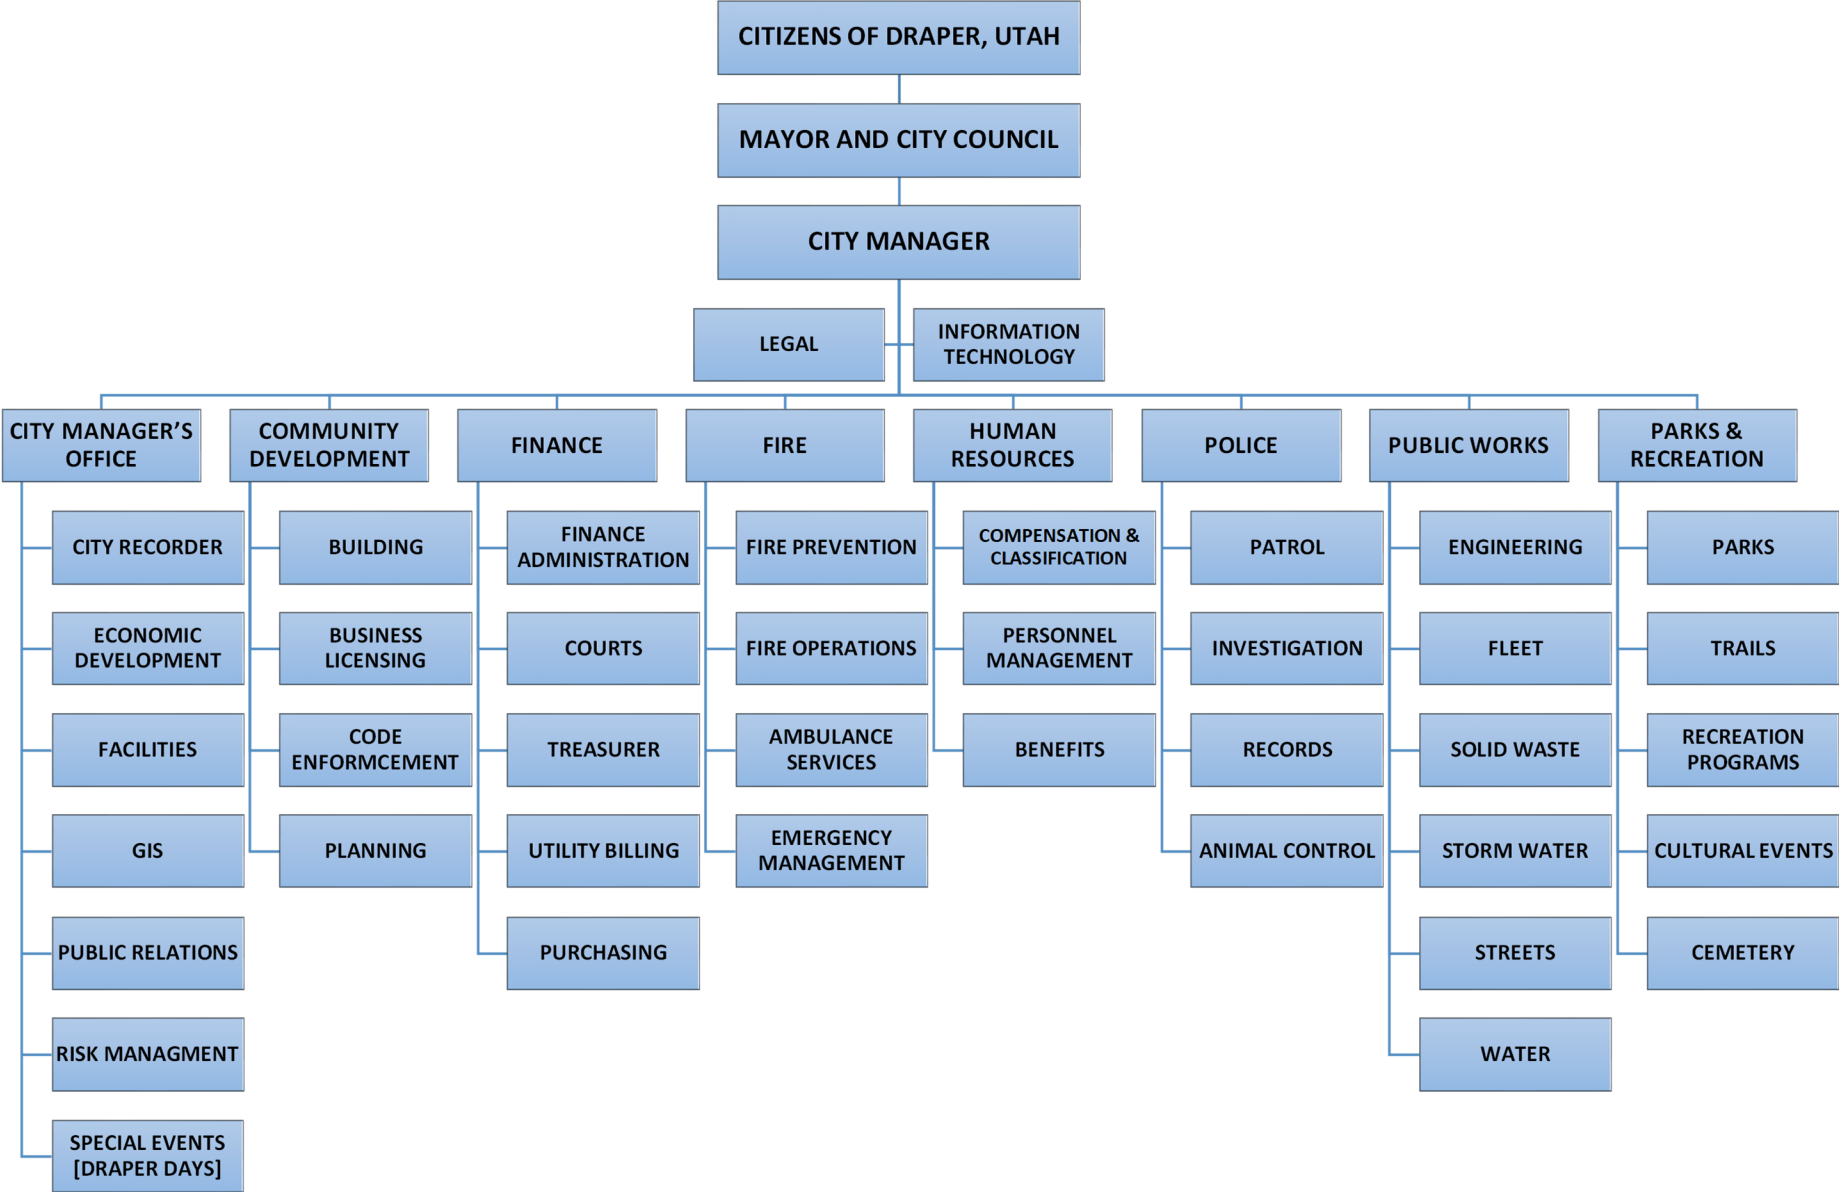 CITIZENS OF DRAPER, UTAH
MAYOR AND CITY COUNCIL
CITY MANAGER
LEGAL
INFORMATION
TECHNOLOGY
CITY MANAGER’S
OFFICE
CITY RECORDER
ECONOMIC
DEVELOPMENT
FACILITIES
GIS
PUBLIC RELATIONS
RISK MANAGMENT
SPECIAL EVENTS
[DRAPER DAYS]
COMMUNITY
DEVELOPMENT
BUILDING
BUSINESS
LICENSING
CODE
ENFORMCEMENT
PLANNING
FINANCE
FINANCE
ADMINISTRATION
COURTS
TREASURER
UTILITY BILLING
PURCHASING
FIRE
FIRE PREVENTION
FIRE OPERATIONS
AMBULANCE
SERVICES
EMERGENCY
MANAGEMENT
HUMAN
RESOURCES
COMPENSATION &
CLASSIFICATION
PERSONNEL
MANAGEMENT
BENEFITS
POLICE
PATROL
INVESTIGATION
RECORDS
ANIMAL CONTROL
PUBLIC WORKS
ENGINEERING
FLEET
SOLID WASTE
STORM WATER
STREETS
WATER
PARKS &
RECREATION
PARKS
TRAILS
RECREATION
PROGRAMS
CULTURAL EVENTS
CEMETERY